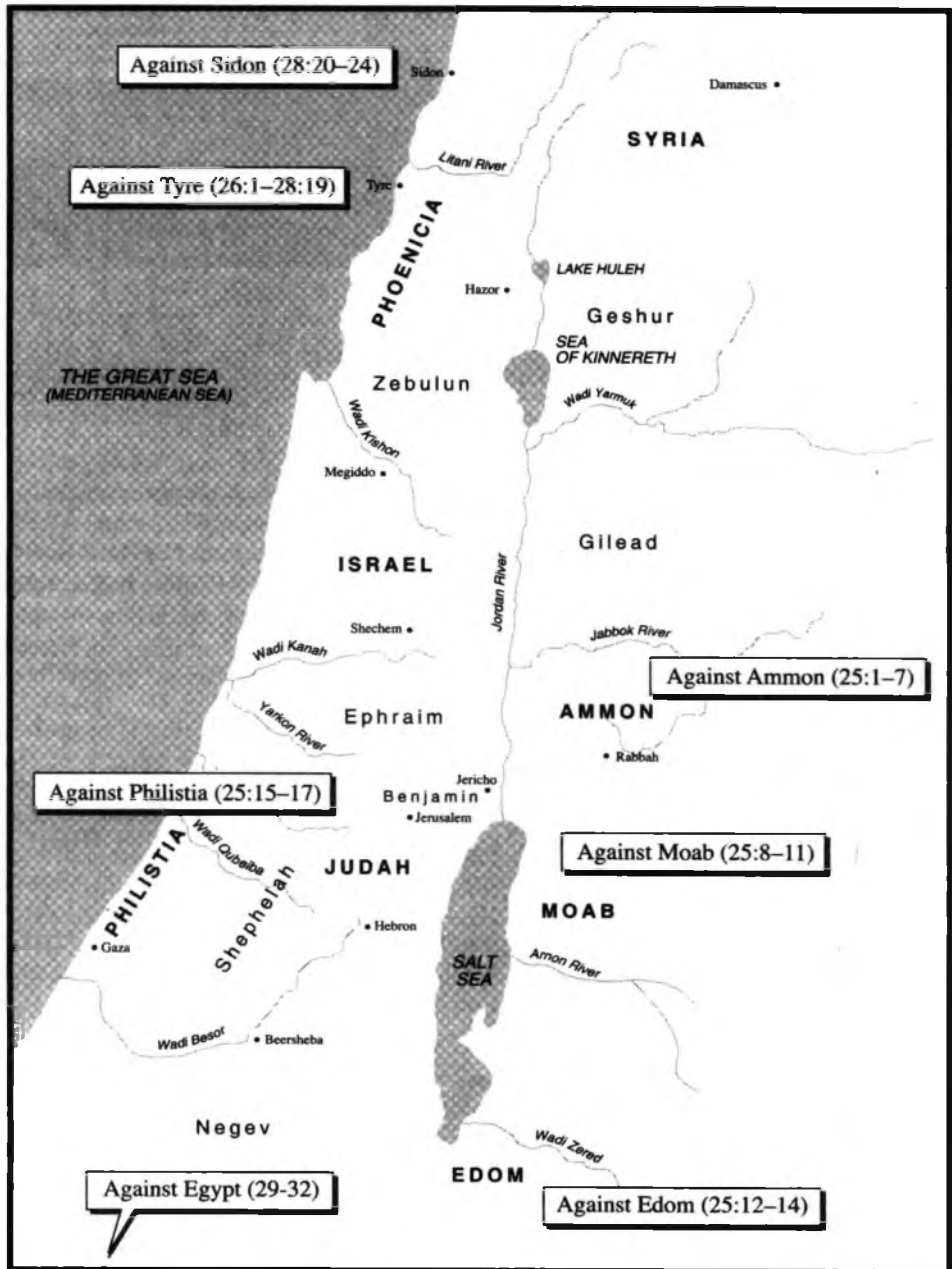 Against Sidon (28:20–24)
Sidon
Damascus
SYRIA
Litani River
Against Tyre (26:1–28:19)
Tyre
PHOENICIA
LAKE HULEH
Hazor
Geshur
SEA
OF KINNERETH
THE GREAT SEA
(MEDITERRANEAN SEA)
Zebulun
Wadi Yarmuk
Wadi Kishon
Megiddo
Gilead
ISRAEL
Jordan River
Shechem
Jabbok River
Wadi Kanah
Against Ammon (25:1–7)
Ephraim
AMMON
Yarkon River
Rabbah
Jericho
Against Philistia (25:15–17)
Benjamin
Jerusalem
Wadi Qubeiba
Against Moab (25:8–11)
JUDAH
PHILISTIA
Shephelah
MOAB
Hebron
Gaza
SALT
SEA
Arnon River
Wadi Besor
Beersheba
Negev
Wadi Zered
EDOM
Against Egypt (29-32)
Against Edom (25:12–14)